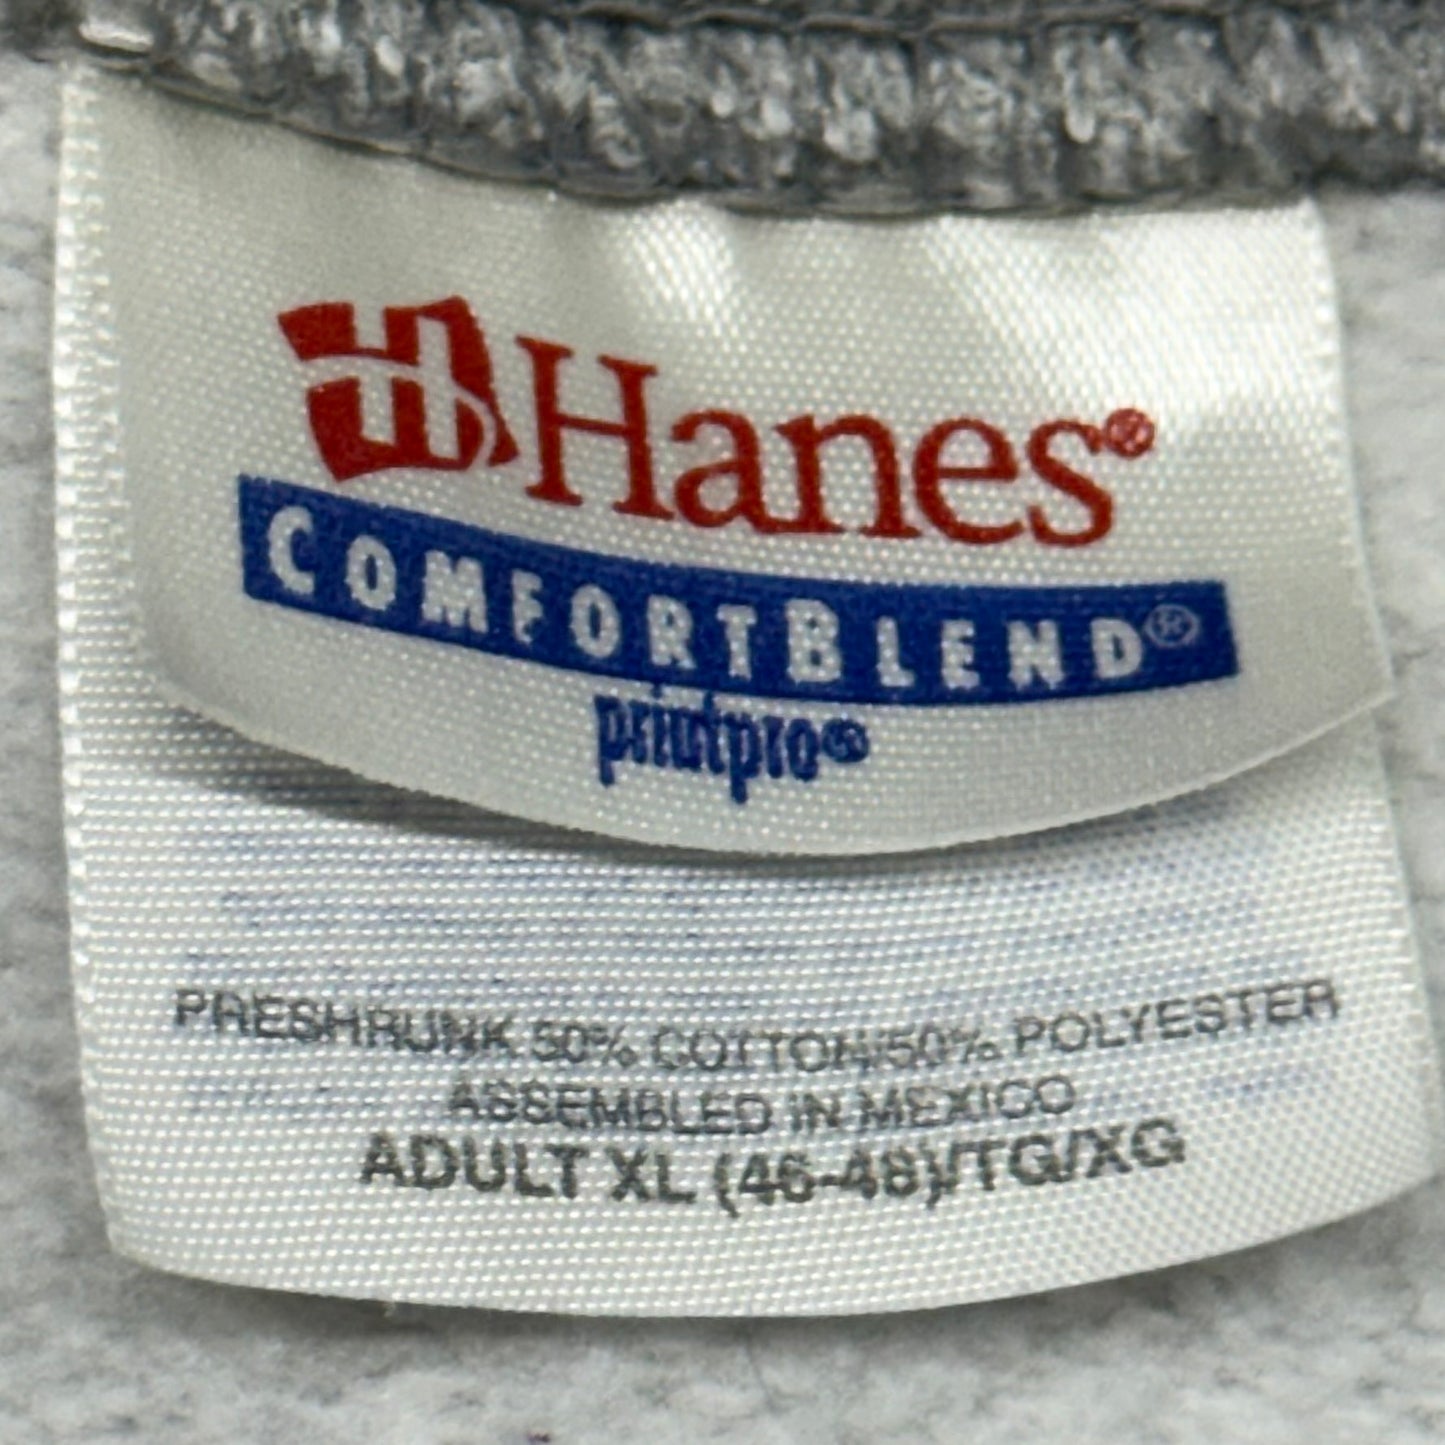 Hanes®
COMFORTBLEND®
printpro®
PRESHRUNK 50% COTTON/50% POLYESTER
ASSEMBLED IN MEXICO
ADULT XL (46-48)/TG/XG